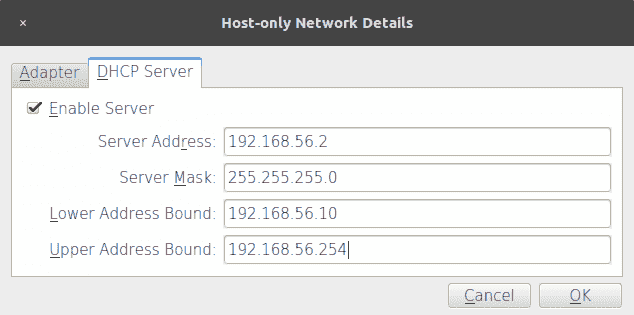 Host-only Network Details
Adapter DHCP Server
Enable Server
Server Address: 192.168.56.2
Server Mask: 255.255.255.0
Lower Address Bound: 192.168.56.10
Upper Address Bound: 192.168.56.254
Cancel OK